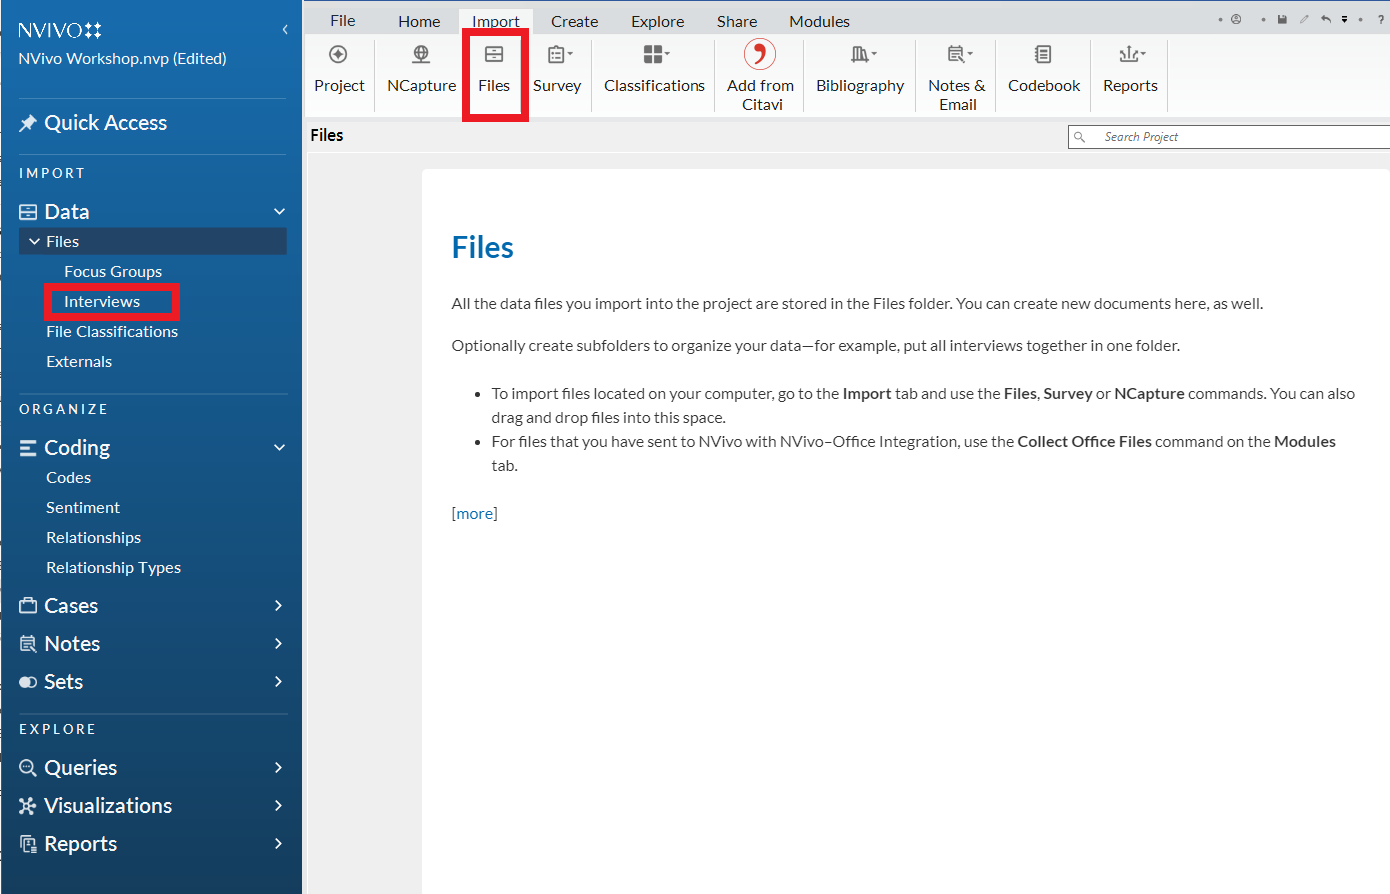 NVIVO
NVivo Workshop.nvp (Edited)
Quick Access
IMPORT
Data
Files
Focus Groups
Interviews
File Classifications
Externals
ORGANIZE
Coding
Codes
Sentiment
Relationships
Relationship Types
Cases
Notes
Sets
EXPLORE
Queries
Visualizations
Reports
File Home Import Create Explore Share Modules
?
Project NCapture Files Survey Classifications Add from Bibliography Notes & Codebook Reports
Citavi Email
Files
Search Project
Files
All the data files you import into the project are stored in the Files folder. You can create new documents here, as well.
Optionally create subfolders to organize your data—for example, put all interviews together in one folder.
• To import files located on your computer, go to the Import tab and use the Files, Survey or NCapture commands. You can also
drag and drop files into this space.
• For files that you have sent to NVivo with NVivo–Office Integration, use the Collect Office Files command on the Modules
tab.
[more]